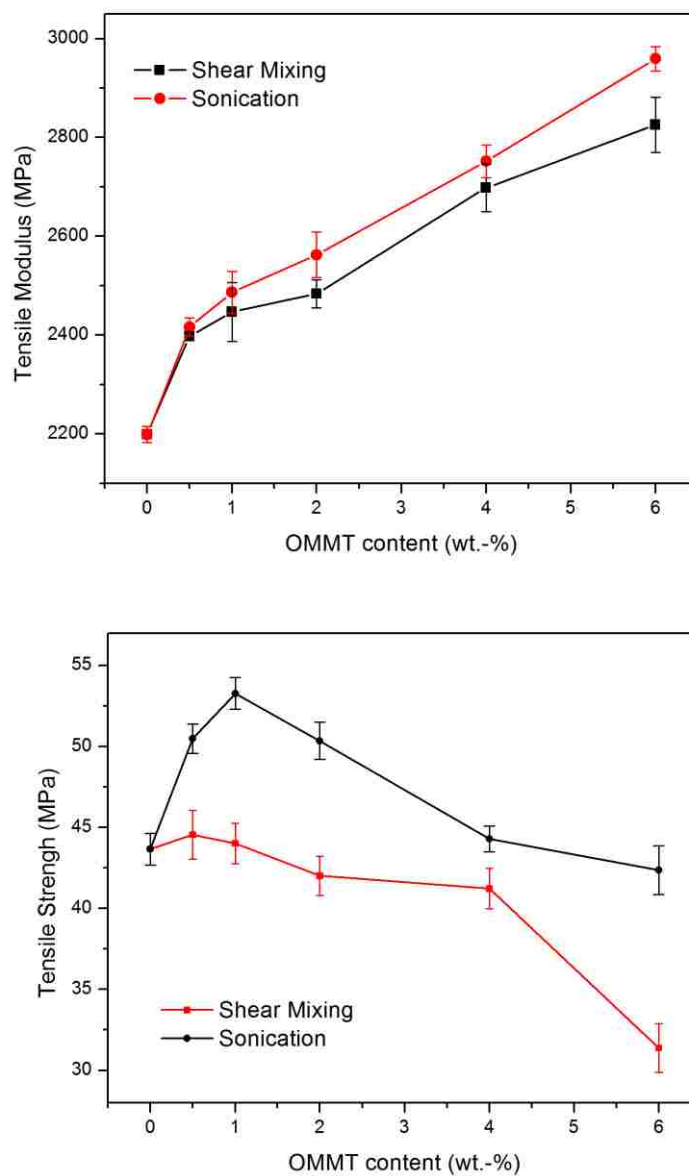 3000
2800
2600
2400
2200
Tensile Modulus (MPa)
Shear Mixing
Sonication
0 1 2 3 4 5 6
OMMT content (wt.-%)
55
50
45
40
35
30
Tensile Strengh (MPa)
Shear Mixing
Sonication
0 1 2 3 4 5 6
OMMT content (wt.-%)